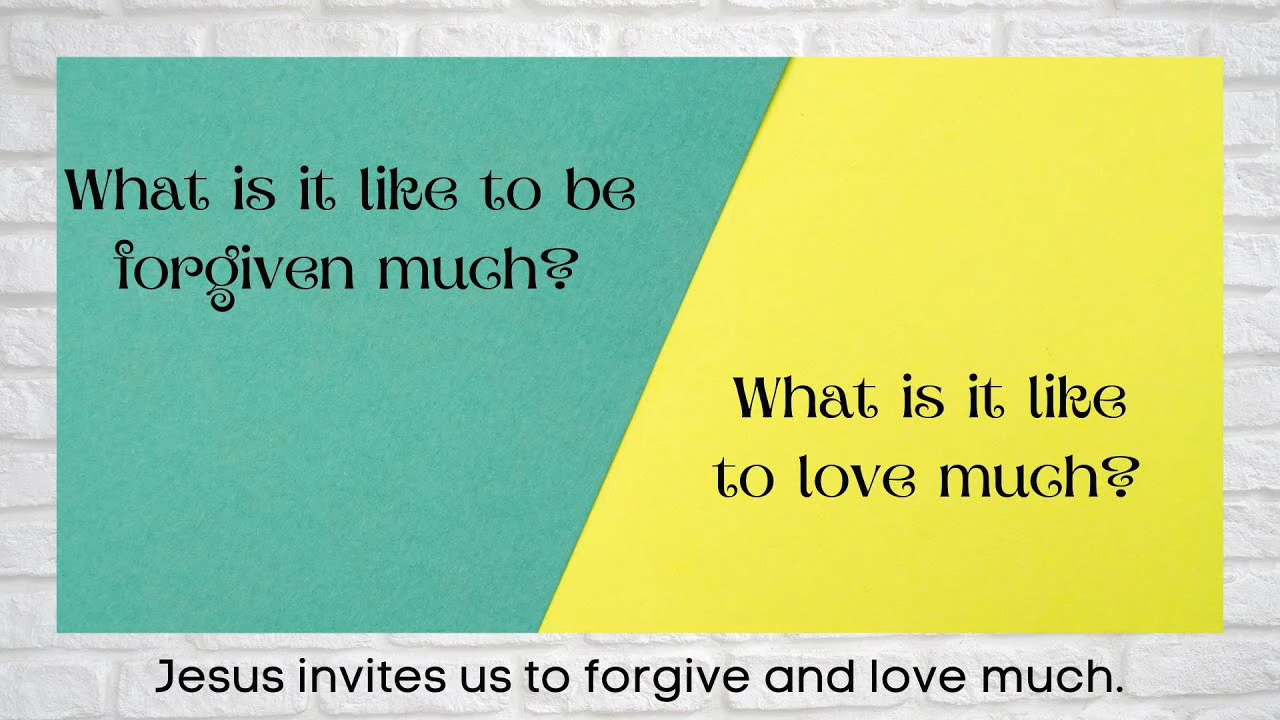 What is it like to be
forgiven much?
What is it like
to love much?
Jesus invites us to forgive and love much.